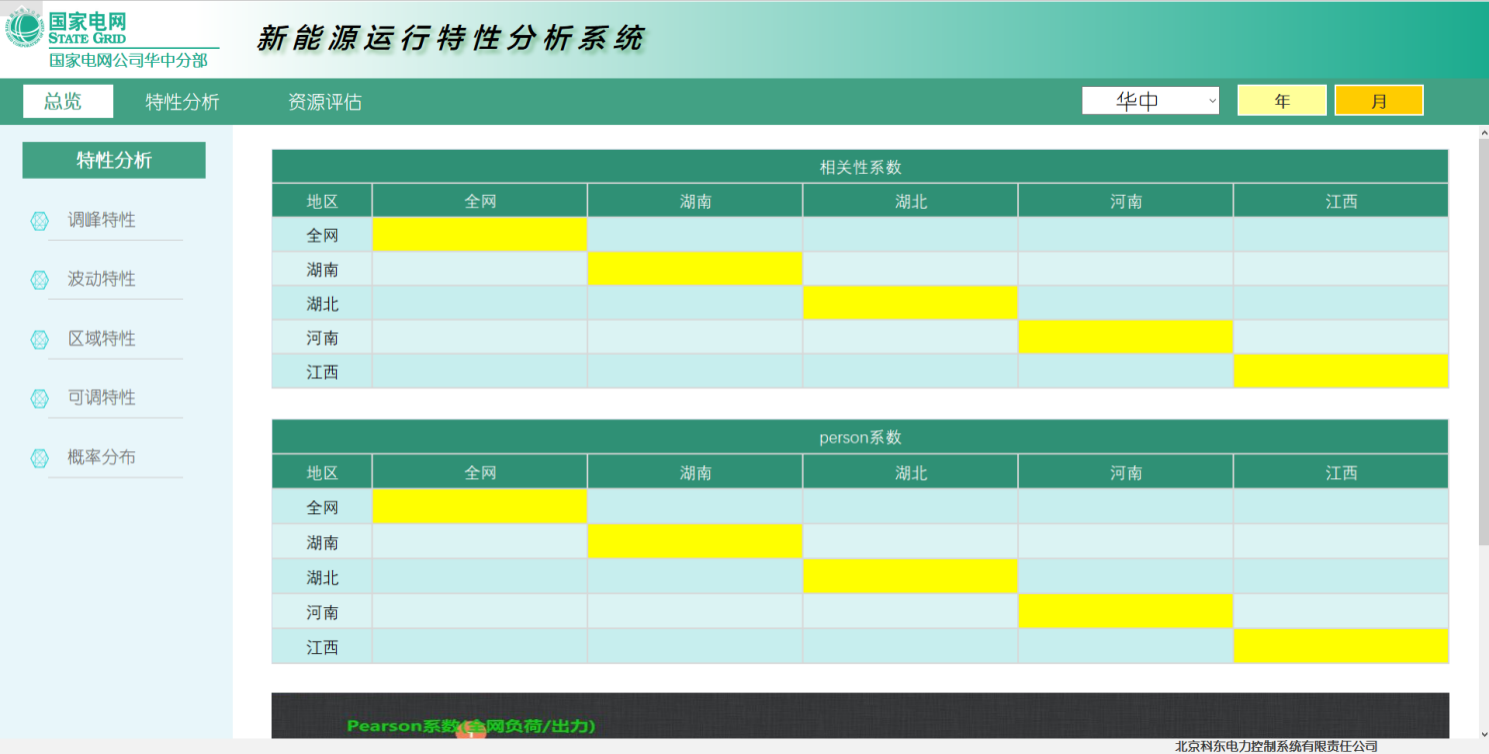 国家电网
STATE GRID
国家电网公司华中分部
新能源运行特性分析系统
总览 特性分析 资源评估 华中 年 月
特性分析
调峰特性
波动特性
区域特性
可调特性
概率分布
相关性系数
地区 全网 湖南 湖北 河南 江西
全网
湖南
湖北
河南
江西
person系数
地区 全网 湖南 湖北 河南 江西
全网
湖南
湖北
河南
江西
Pearson系数(全网负荷/出力)
北京科东电力控制系统有限责任公司